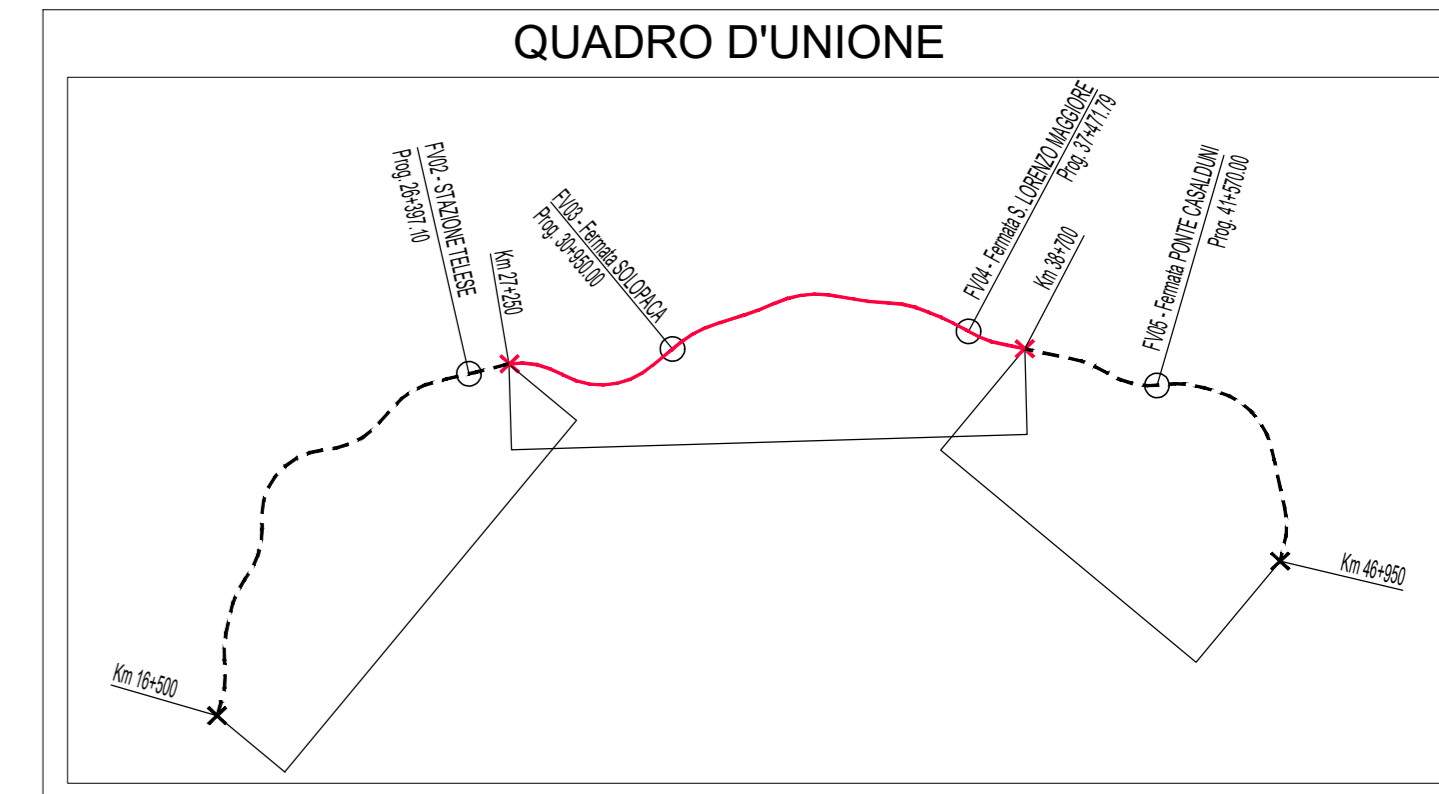 QUADRO D'UNIONE
FV02 - STAZIONE TELESE
Prog. 26+397.10
Km 27+250
FV03 - Fermata SOLOPACA
Prog. 30+950.00
FV04 - Fermata S. LORENZO MAGGIORE
Prog. 37+471.79
Km 38+700
FV05 - Fermata PONTE CASALDUNI
Prog. 41+570.00
Km 16+500
Km 46+950